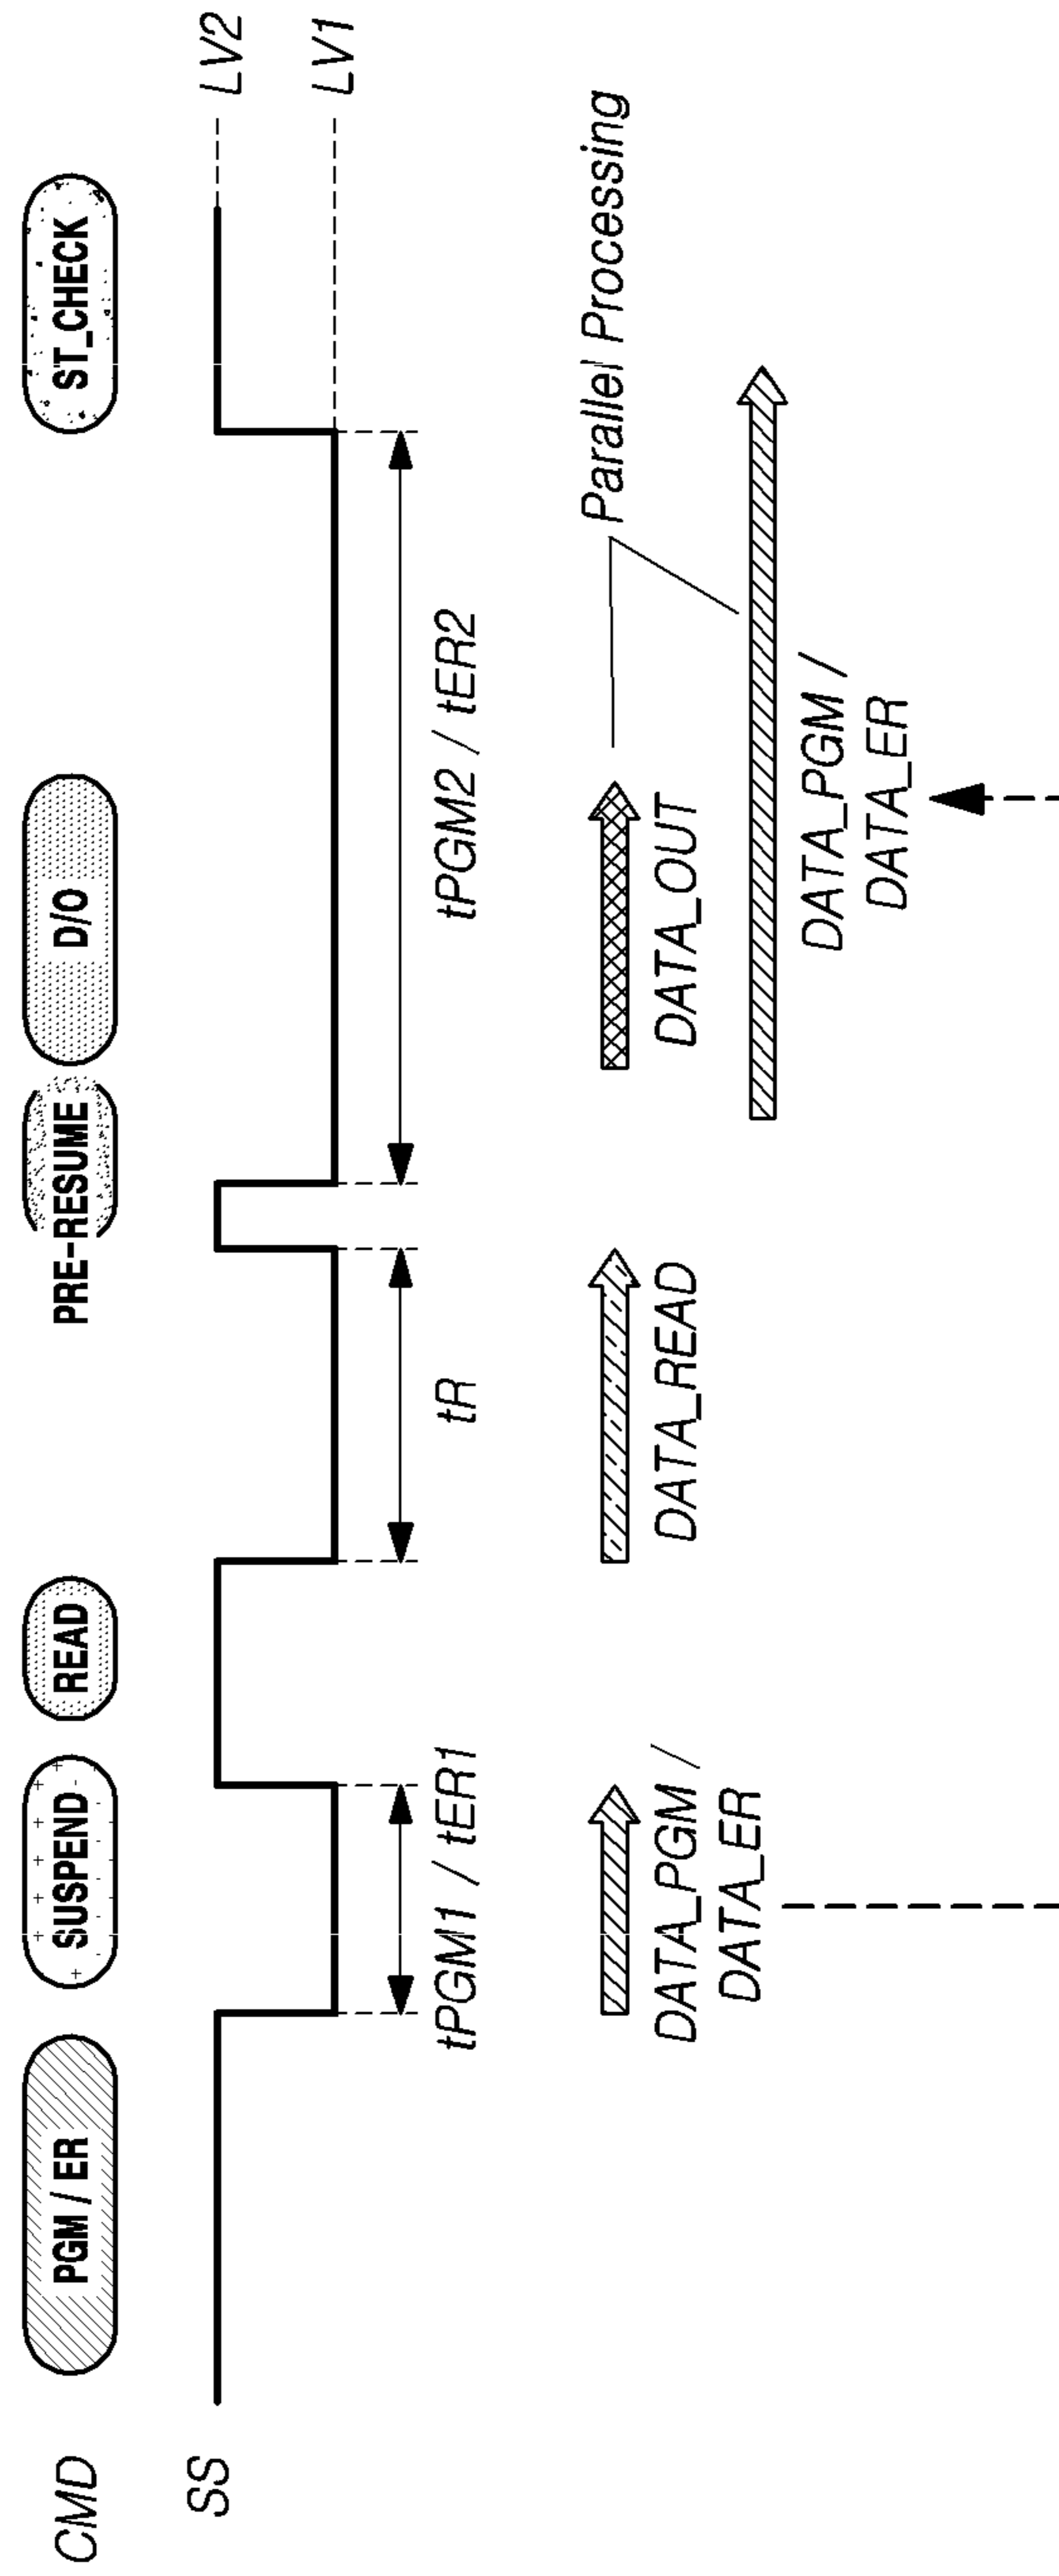 CMD
PGM / ER
SUSPEND
READ
PRE-RESUME
D/O
ST_CHECK
SS
LV2
LV1
tPGM1 / tER1
tR
tPGM2 / tER2
DATA_PGM /
DATA_ER
DATA_READ
DATA_OUT
Parallel Processing
DATA_PGM /
DATA_ER